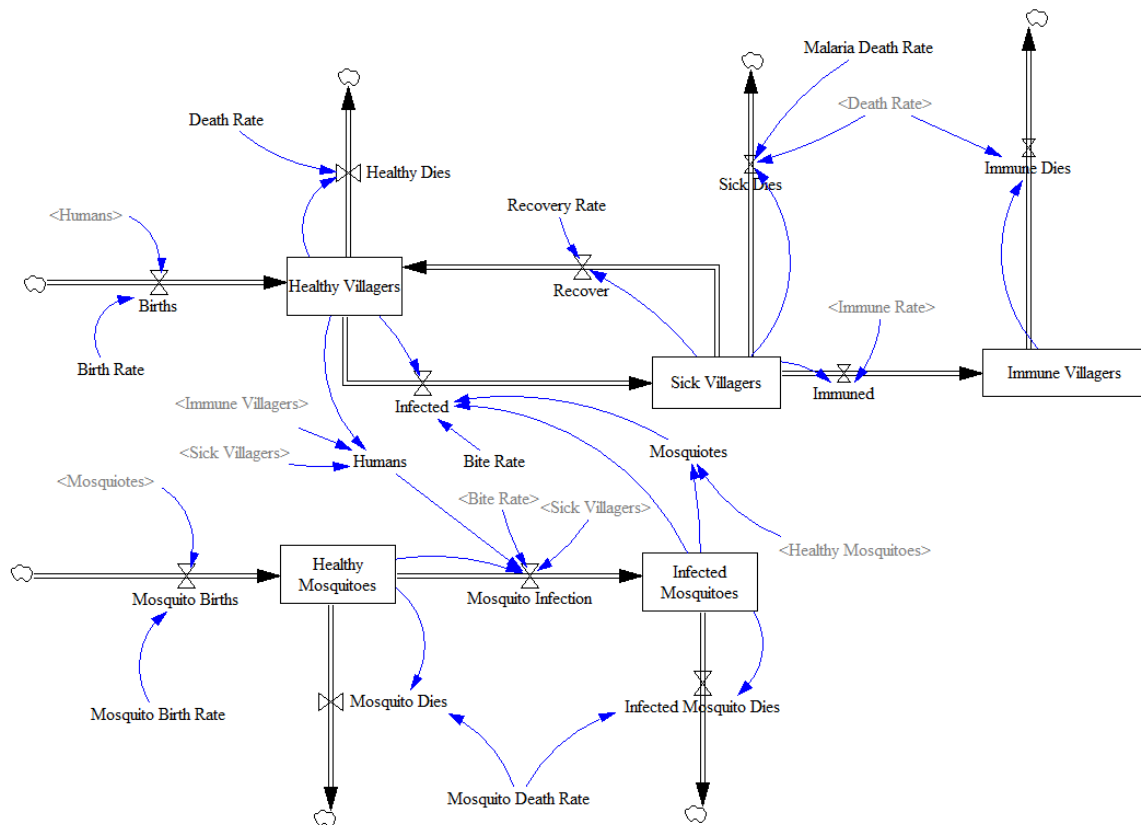 Malaria Death Rate
<Death Rate>
Death Rate
Healthy Dies
Sick Dies
Immune Dies
<Humans>
Recovery Rate
Healthy Villagers
Recover
Births
<Immune Rate>
Birth Rate
Sick Villagers
Immune Villagers
Immuned
<Immune Villagers>
Infected
<Sick Villagers>
Humans
Bite Rate
Mosquiotes
<Mosquiotes>
<Bite Rate>
<Sick Villagers>
<Healthy Mosquitoes>
Healthy
Mosquitoes
Infected
Mosquitoes
Mosquito Births
Mosquito Infection
Mosquito Dies
Infected Mosquito Dies
Mosquito Birth Rate
Mosquito Death Rate